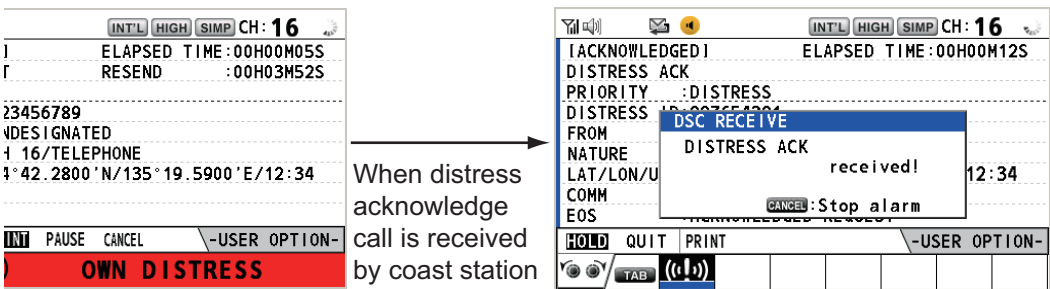 INT'L HIGH SIMP CH: 16
ELAPSED TIME:00H00M05S
RESEND :00H03M52S
23456789
NDESIGNATED
H 16/TELEPHONE
4°42.2800'N/135°19.5900'E/12:34
INT PAUSE CANCEL -USER OPTION-
OWN DISTRESS
When distress
acknowledge
call is received
by coast station
INT'L HIGH SIMP CH: 16
[ACKNOWLEDGED] ELAPSED TIME:00H00M12S
DISTRESS ACK
PRIORITY :DISTRESS
DISTRESS
FROM
NATURE
LAT/LON/U 12:34
COMM
EOS
DSC RECEIVE
DISTRESS ACK
received!
CANCEL :Stop alarm
HOLD QUIT PRINT -USER OPTION-
TAB